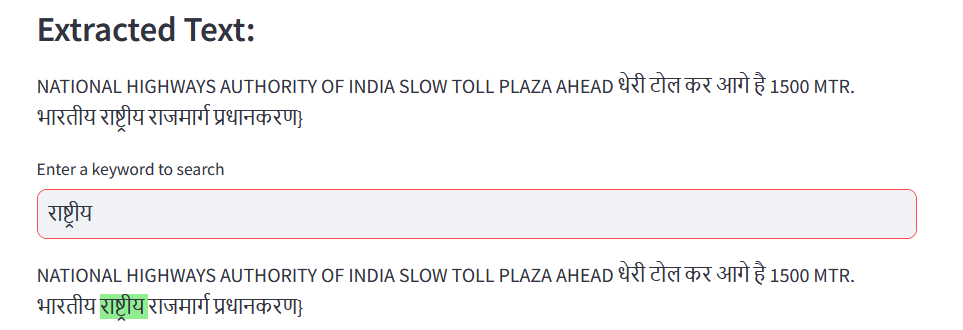 Extracted Text:
NATIONAL HIGHWAYS AUTHORITY OF INDIA SLOW TOLL PLAZA AHEAD धेरी टोल कर आगे है 1500 MTR.
भारतीय राष्ट्रीय राजमार्ग प्रधानकरण}
Enter a keyword to search
राष्ट्रीय
NATIONAL HIGHWAYS AUTHORITY OF INDIA SLOW TOLL PLAZA AHEAD धेरी टोल कर आगे है 1500 MTR.
भारतीय राष्ट्रीय राजमार्ग प्रधानकरण}